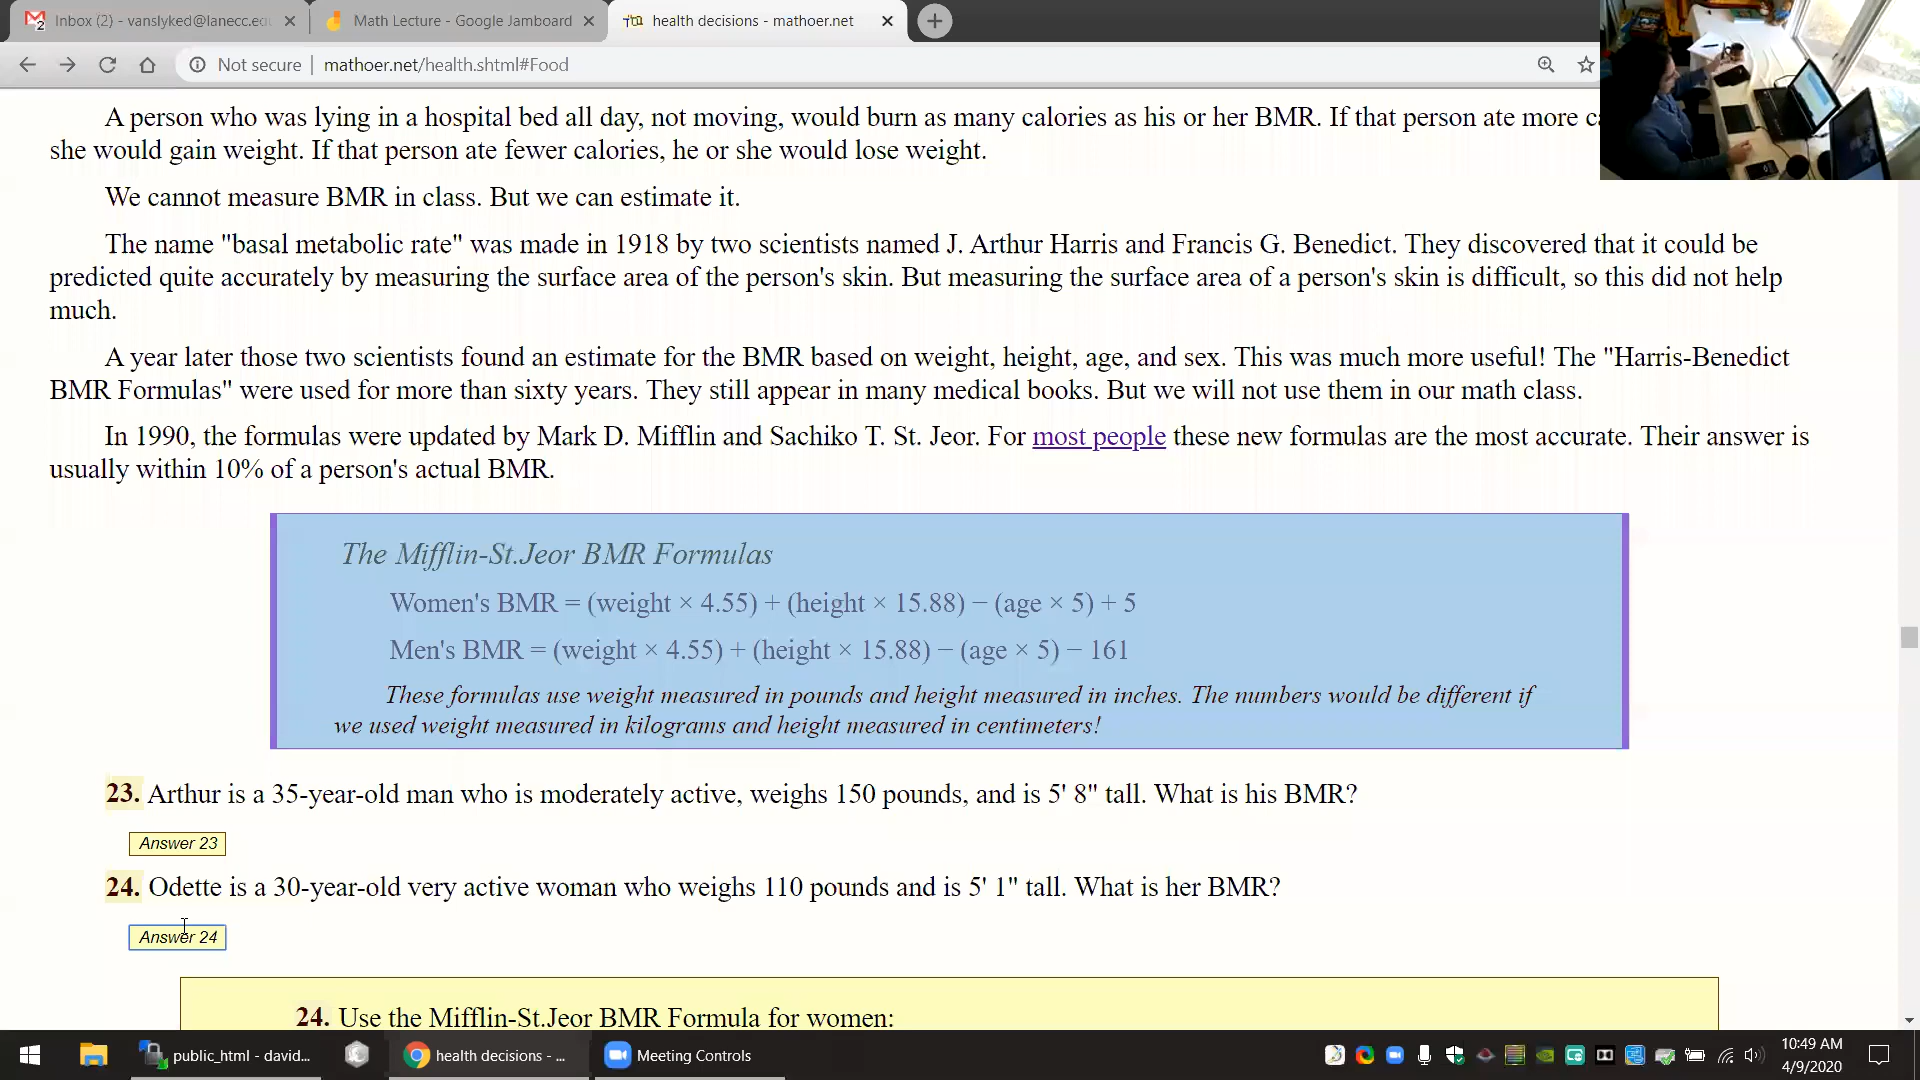 Inbox (2) - vanslyked@lanecc.edu
Math Lecture - Google Jamboard
health decisions - mathoer.net
Not secure | mathoer.net/health.shtml#Food
A person who was lying in a hospital bed all day, not moving, would burn as many calories as his or her BMR. If that person ate more
she would gain weight. If that person ate fewer calories, he or she would lose weight.
We cannot measure BMR in class. But we can estimate it.
The name "basal metabolic rate" was made in 1918 by two scientists named J. Arthur Harris and Francis G. Benedict. They discovered that it could be
predicted quite accurately by measuring the surface area of the person's skin. But measuring the surface area of a person's skin is difficult, so this did not help
much.
A year later those two scientists found an estimate for the BMR based on weight, height, age, and sex. This was much more useful! The "Harris-Benedict
BMR Formulas" were used for more than sixty years. They still appear in many medical books. But we will not use them in our math class.
In 1990, the formulas were updated by Mark D. Mifflin and Sachiko T. St. Jeor. For most people these new formulas are the most accurate. Their answer is
usually within 10% of a person's actual BMR.
The Mifflin-St.Jeor BMR Formulas
Women's BMR = (weight × 4.55) + (height × 15.88) − (age × 5) + 5
Men's BMR = (weight × 4.55) + (height × 15.88) − (age × 5) − 161
These formulas use weight measured in pounds and height measured in inches. The numbers would be different if
we used weight measured in kilograms and height measured in centimeters!
23. Arthur is a 35-year-old man who is moderately active, weighs 150 pounds, and is 5' 8" tall. What is his BMR?
Answer 23
24. Odette is a 30-year-old very active woman who weighs 110 pounds and is 5' 1" tall. What is her BMR?
Answer 24
24. Use the Mifflin-St.Jeor BMR Formula for women:
public_html - david...
health decisions - ...
Meeting Controls
10:49 AM
4/9/2020